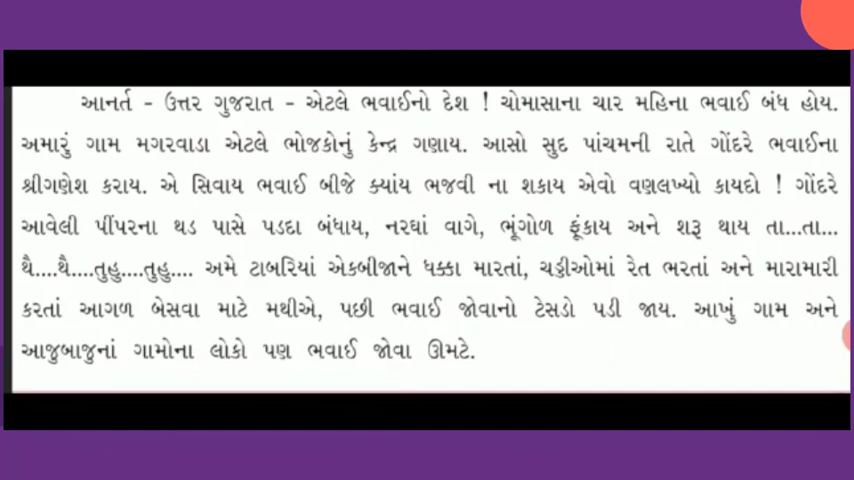 આનર્ત - ઉત્તર ગુજરાત - એટલે ભવાઈનો દેશ ! ચોમાસાના ચાર મહિના ભવાઈ બંધ હોય.
અમારું ગામ મગરવાડા એટલે ભોજકોનું કેન્દ્ર ગણાય. આસો સુદ પાંચમની રાતે ગોંદરે ભવાઈના
શ્રીગણેશ કરાય. એ સિવાય ભવાઈ બીજે ક્યાંય ભજવી ના શકાય એવો વણલખ્યો કાયદો ! ગોંદરે
આવેલી પીંપરના થડ પાસે પડદા બંધાય, નરઘાં વાગે, ભૂંગોળ ફૂંકાય અને શરૂ થાય તા...તા...
થૈ....થૈ....તુહુ....તુહુ.... અમે ટાબરિયાં એકબીજાને ધક્કા મારતાં, ચડ્ડીઓમાં રેત ભરતાં અને મારામારી
કરતાં આગળ બેસવા માટે મથીએ, પછી ભવાઈ જોવાનો ટેસડો પડી જાય. આખું ગામ અને
આજુબાજુનાં ગામોના લોકો પણ ભવાઈ જોવા ઊમટે.